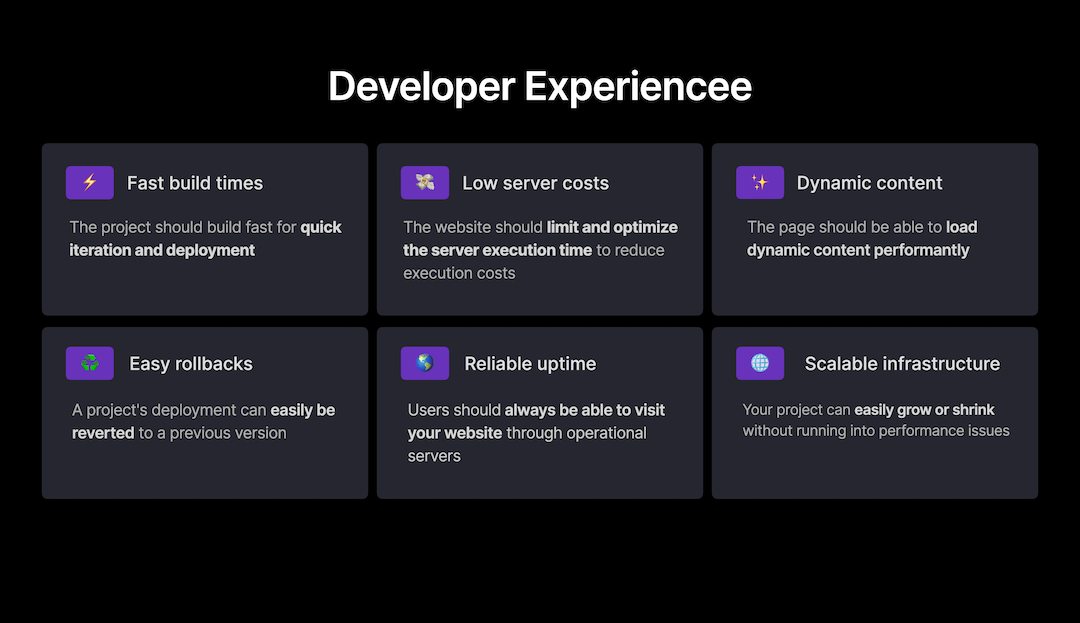 Developer Experiencee
Fast build times
The project should build fast for quick
iteration and deployment
Low server costs
The website should limit and optimize
the server execution time to reduce
execution costs
Dynamic content
The page should be able to load
dynamic content performantly
Easy rollbacks
A project's deployment can easily be
reverted to a previous version
Reliable uptime
Users should always be able to visit
your website through operational
servers
Scalable infrastructure
Your project can easily grow or shrink
without running into performance issues